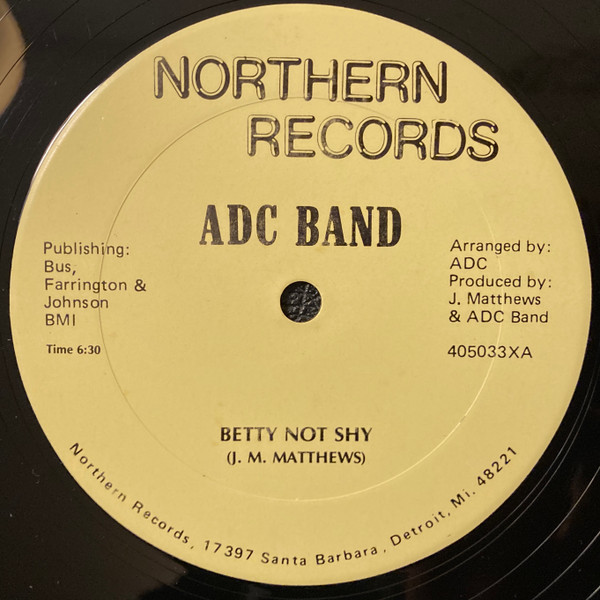 NORTHERN
RECORDS
ADC BAND
Publishing:
Bus,
Farrington &
Johnson
BMI
Time 6:30
Arranged by:
ADC
Produced by:
J. Matthews
& ADC Band
405033XA
BETTY NOT SHY
(J. M. MATTHEWS)
Northern Records, 17397 Santa Barbara, Detroit, Mi. 48221